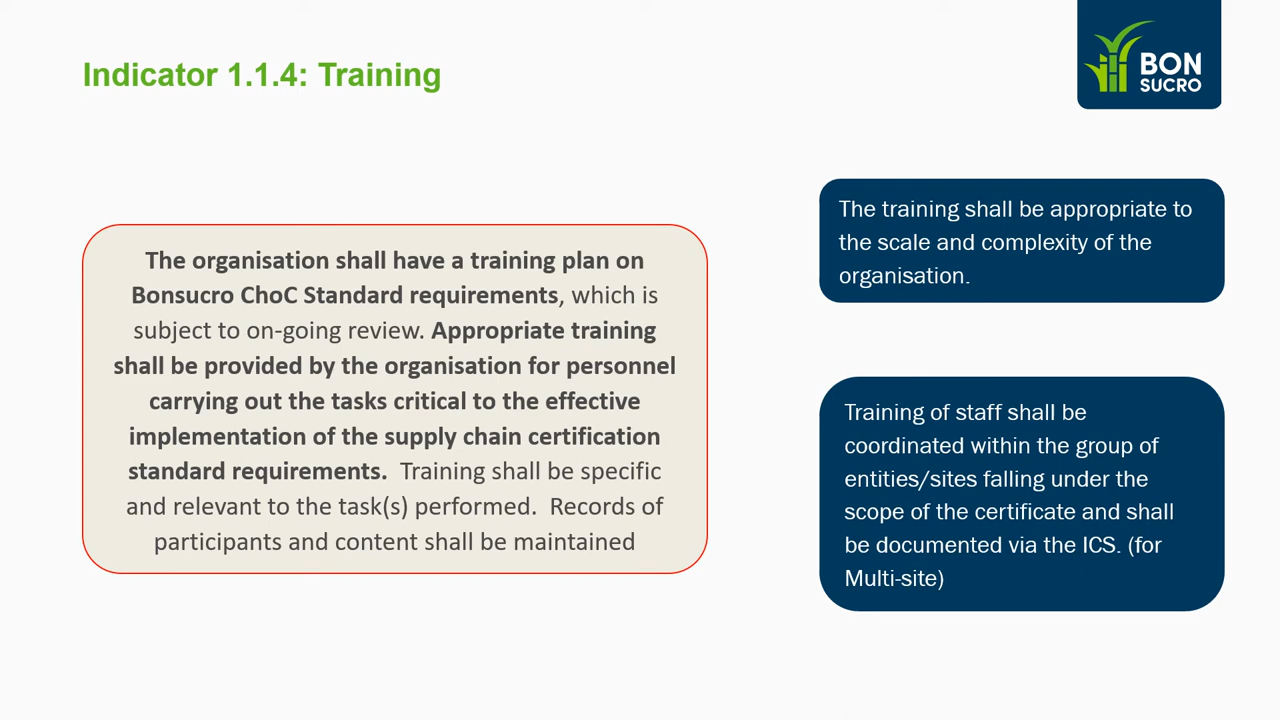 Indicator 1.1.4: Training
BON
SUCRO
The organisation shall have a training plan on
Bonsucro ChoC Standard requirements, which is
subject to on-going review. Appropriate training
shall be provided by the organisation for personnel
carrying out the tasks critical to the effective
implementation of the supply chain certification
standard requirements.  Training shall be specific
and relevant to the task(s) performed.  Records of
participants and content shall be maintained
The training shall be appropriate to
the scale and complexity of the
organisation.
Training of staff shall be
coordinated within the group of
entities/sites falling under the
scope of the certificate and shall
be documented via the ICS. (for
Multi-site)